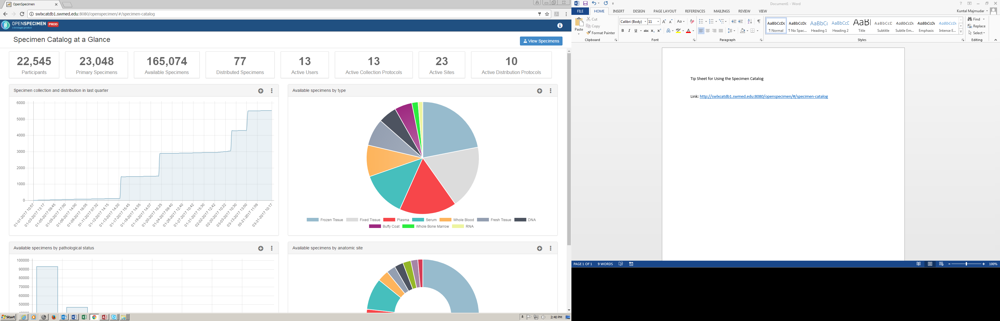 OpenSpecimen
swlxcatdb1.swmed.edu:8080/openspecimen/#/specimen-catalog
OPENSPECIMEN PROD
a krishagni product
Specimen Catalog at a Glance
View Specimens
22,545
Participants
23,048
Primary Specimens
165,074
Available Specimens
77
Distributed Specimens
13
Active Users
13
Active Collection Protocols
23
Active Sites
10
Active Distribution Protocols
Specimen collection and distribution in last quarter
6000
5000
4000
3000
2000
1000
0
01-01-2017 10:57
01-03-2017 13:17
01-05-2017 09:45
01-05-2017 17:00
01-06-2017 14:00
01-09-2017 16:05
01-11-2017 07:32
01-12-2017 14:15
01-13-2017 14:20
01-17-2017 15:45
01-18-2017 14:55
01-19-2017 14:07
01-20-2017 16:25
01-24-2017 09:40
01-26-2017 12:40
01-27-2017 10:42
01-31-2017 15:30
02-02-2017 12:42
02-20-2017 10:22
03-03-2017 10:30
03-13-2017 13:00
03-21-2017 11:09
03-31-2017 10:17
Available specimens by type
Frozen Tissue Fixed Tissue Plasma Serum Whole Blood Fresh Tissue DNA
Buffy Coat Whole Bone Marrow RNA
Available specimens by pathological status
100000
90000
80000
70000
60000
50000
Available specimens by anatomic site
Start
2:40 PM
Document1 - Word
FILE HOME INSERT DESIGN PAGE LAYOUT REFERENCES MAILINGS REVIEW VIEW
Kuntal Majmudar
Paste
Cut
Copy
Format Painter
Clipboard
Calibri (Body) 11
B I U abc x₂ x²
Font
Paragraph
AaBbCcDc AaBbCcDc AaBbCc AaBbCcE AaB AaBbCcD AaBbCcDc AaBbCcDc AaBbCcDc
¶ Normal ¶ No Spac... Heading 1 Heading 2 Title Subtitle Subtle Em... Emphasis Intense E...
Styles
Find
Replace
Select
Editing
Tip Sheet for Using the Specimen Catalog
Link: http://swlxcatdb1.swmed.edu:8080/openspecimen/#/specimen-catalog
PAGE 1 OF 1 9 WORDS
100%